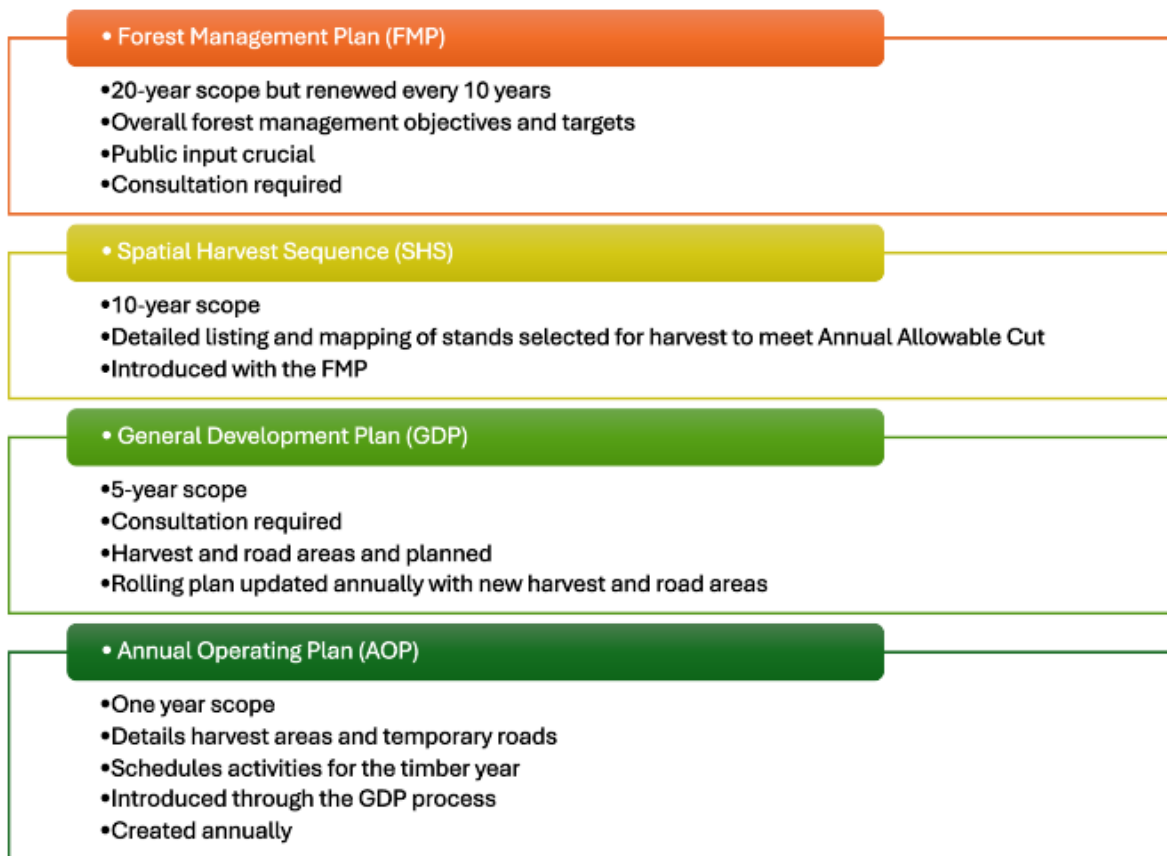 • Forest Management Plan (FMP)
•20-year scope but renewed every 10 years
•Overall forest management objectives and targets
•Public input crucial
•Consultation required
• Spatial Harvest Sequence (SHS)
•10-year scope
•Detailed listing and mapping of stands selected for harvest to meet Annual Allowable Cut
•Introduced with the FMP
• General Development Plan (GDP)
•5-year scope
•Consultation required
•Harvest and road areas and planned
•Rolling plan updated annually with new harvest and road areas
• Annual Operating Plan (AOP)
•One year scope
•Details harvest areas and temporary roads
•Schedules activities for the timber year
•Introduced through the GDP process
•Created annually